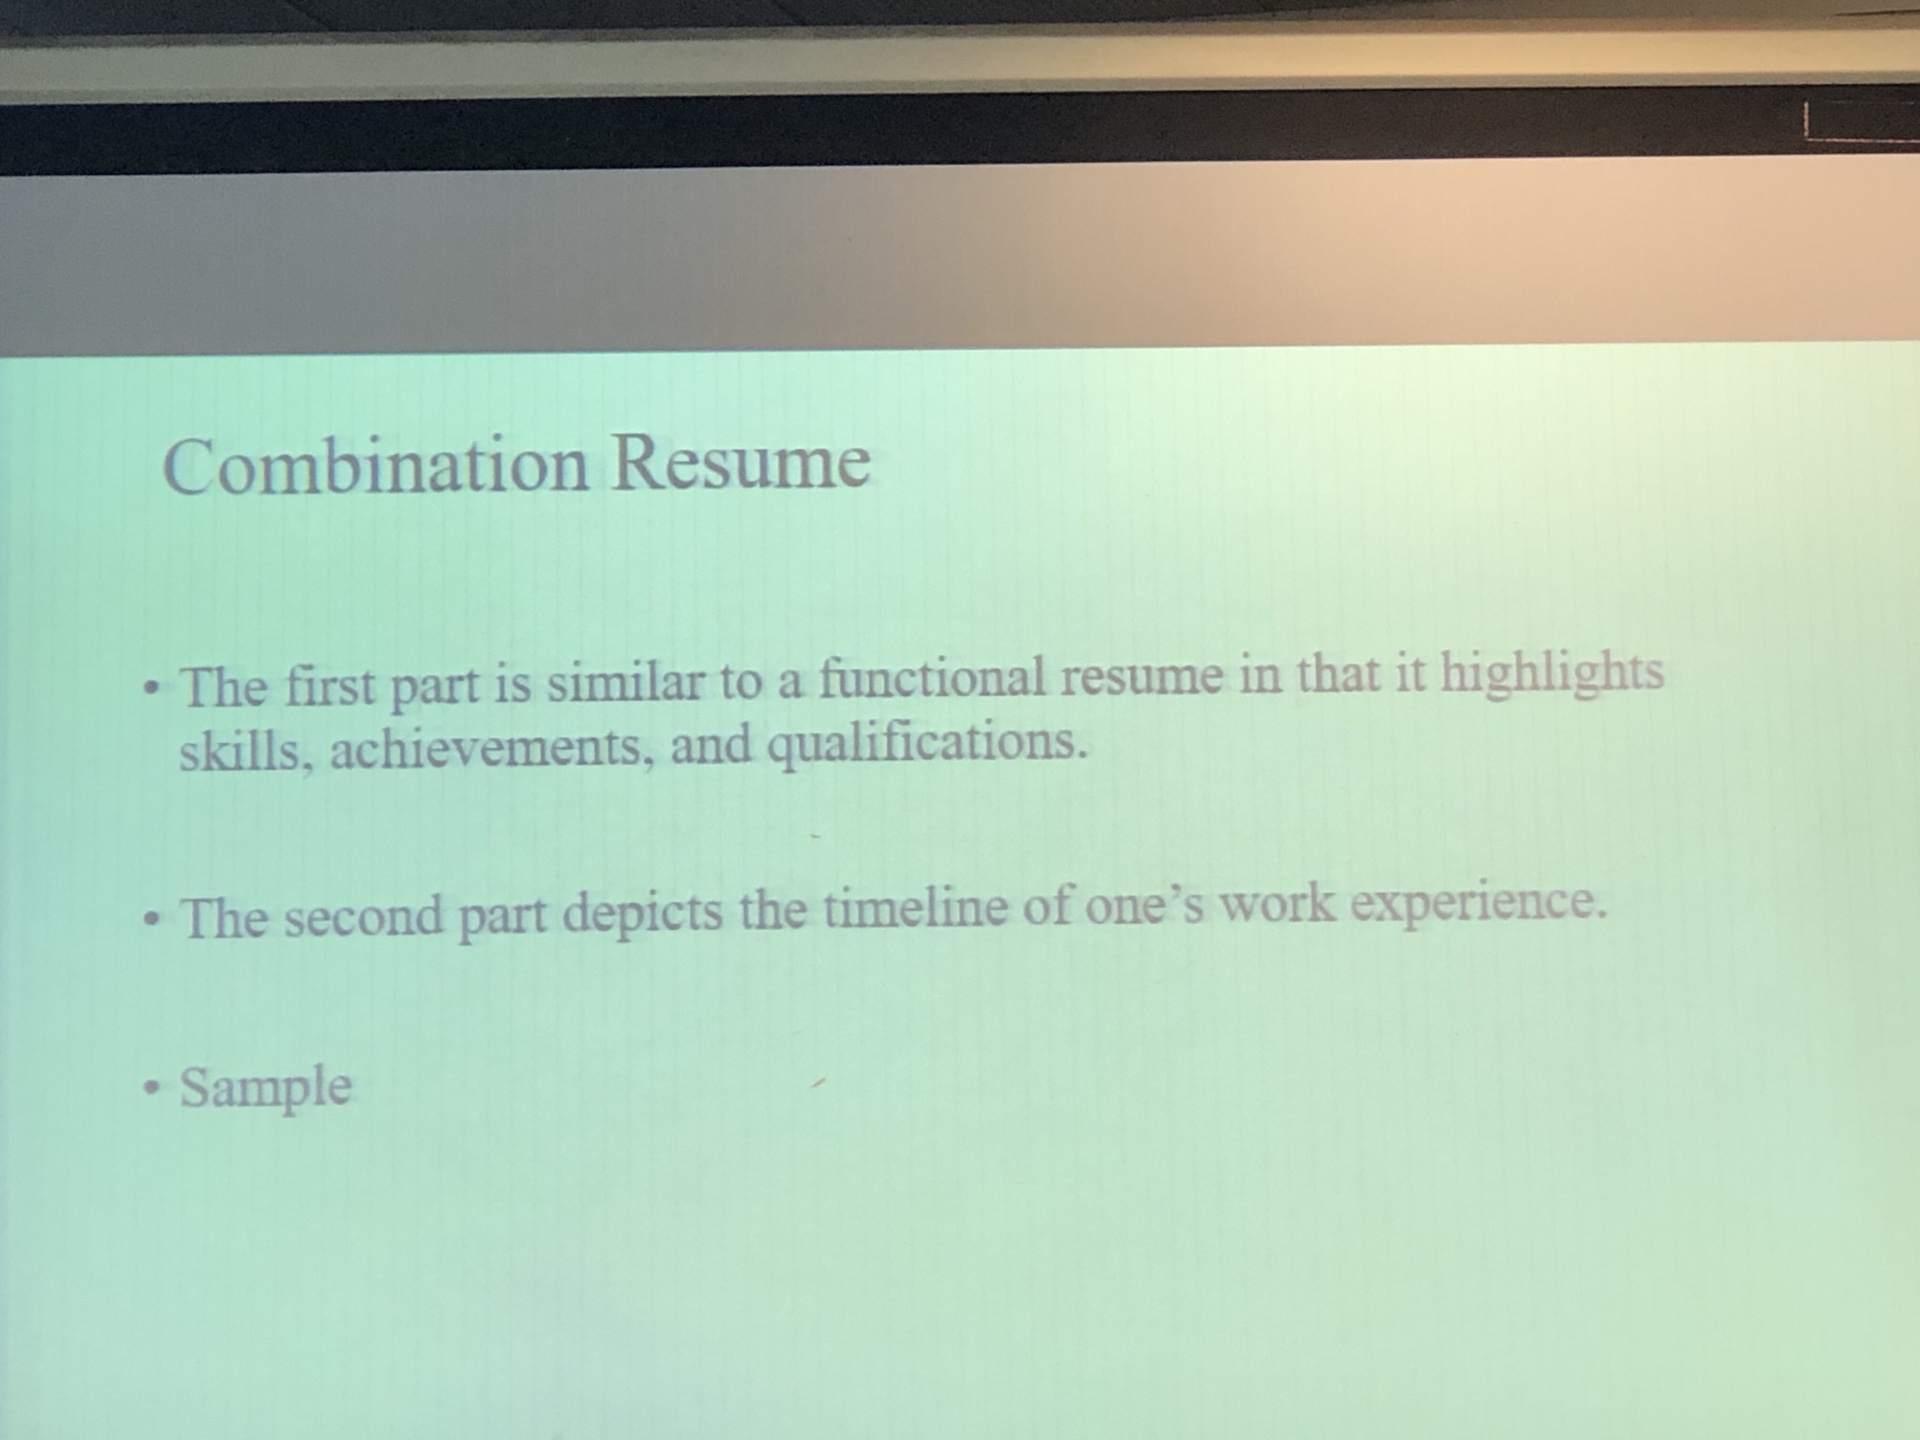 Combination Resume
• The first part is similar to a functional resume in that it highlights
skills, achievements, and qualifications.
• The second part depicts the timeline of one’s work experience.
• Sample